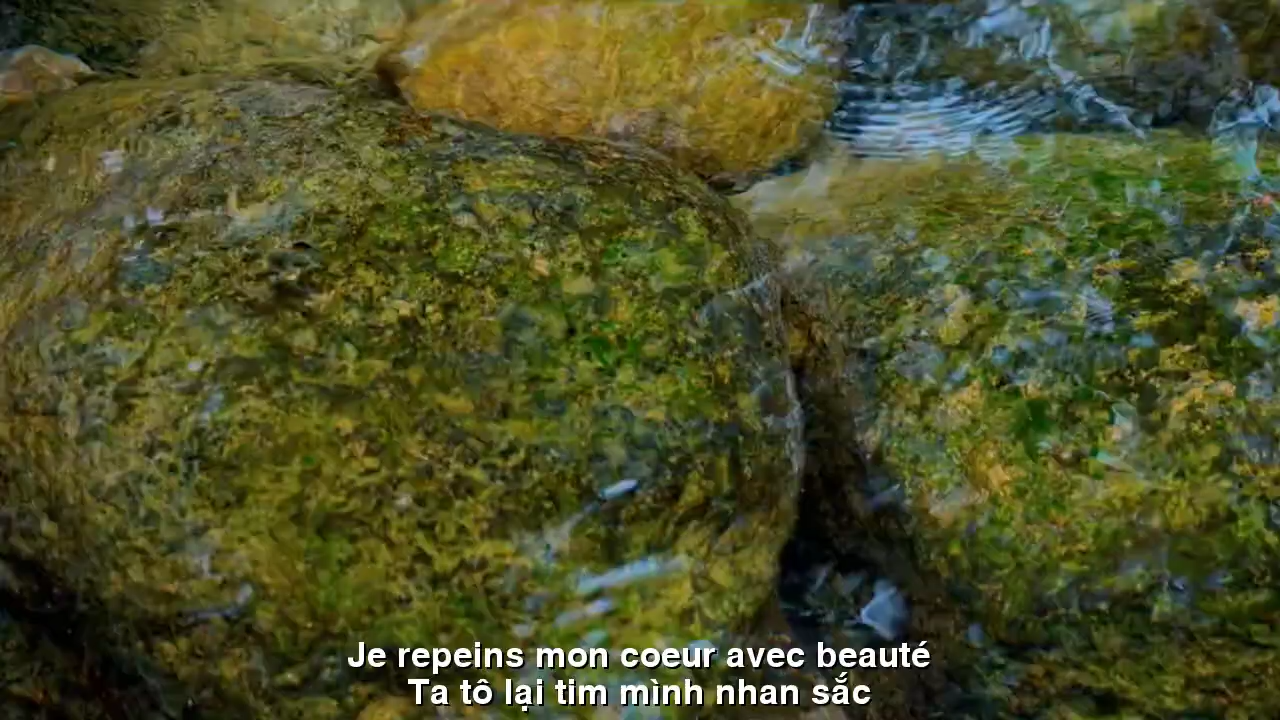 Je repeins mon coeur avec beauté
Ta tô lại tim mình nhan sắc